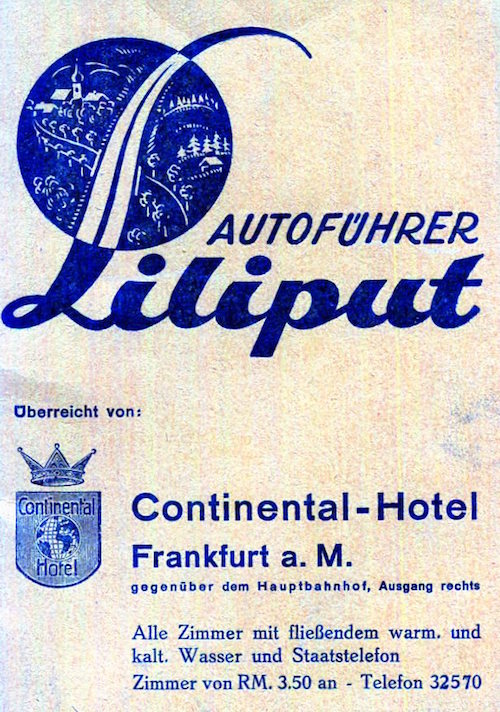 AUTOFÜHRER
Liliput
Überreicht von:
Continental
Hotel
Continental-Hotel
Frankfurt a. M.
gegenüber dem Hauptbahnhof, Ausgang rechts
Alle Zimmer mit fließendem warm. und
kalt. Wasser und Staatstelefon
Zimmer von RM. 3.50 an - Telefon 32570